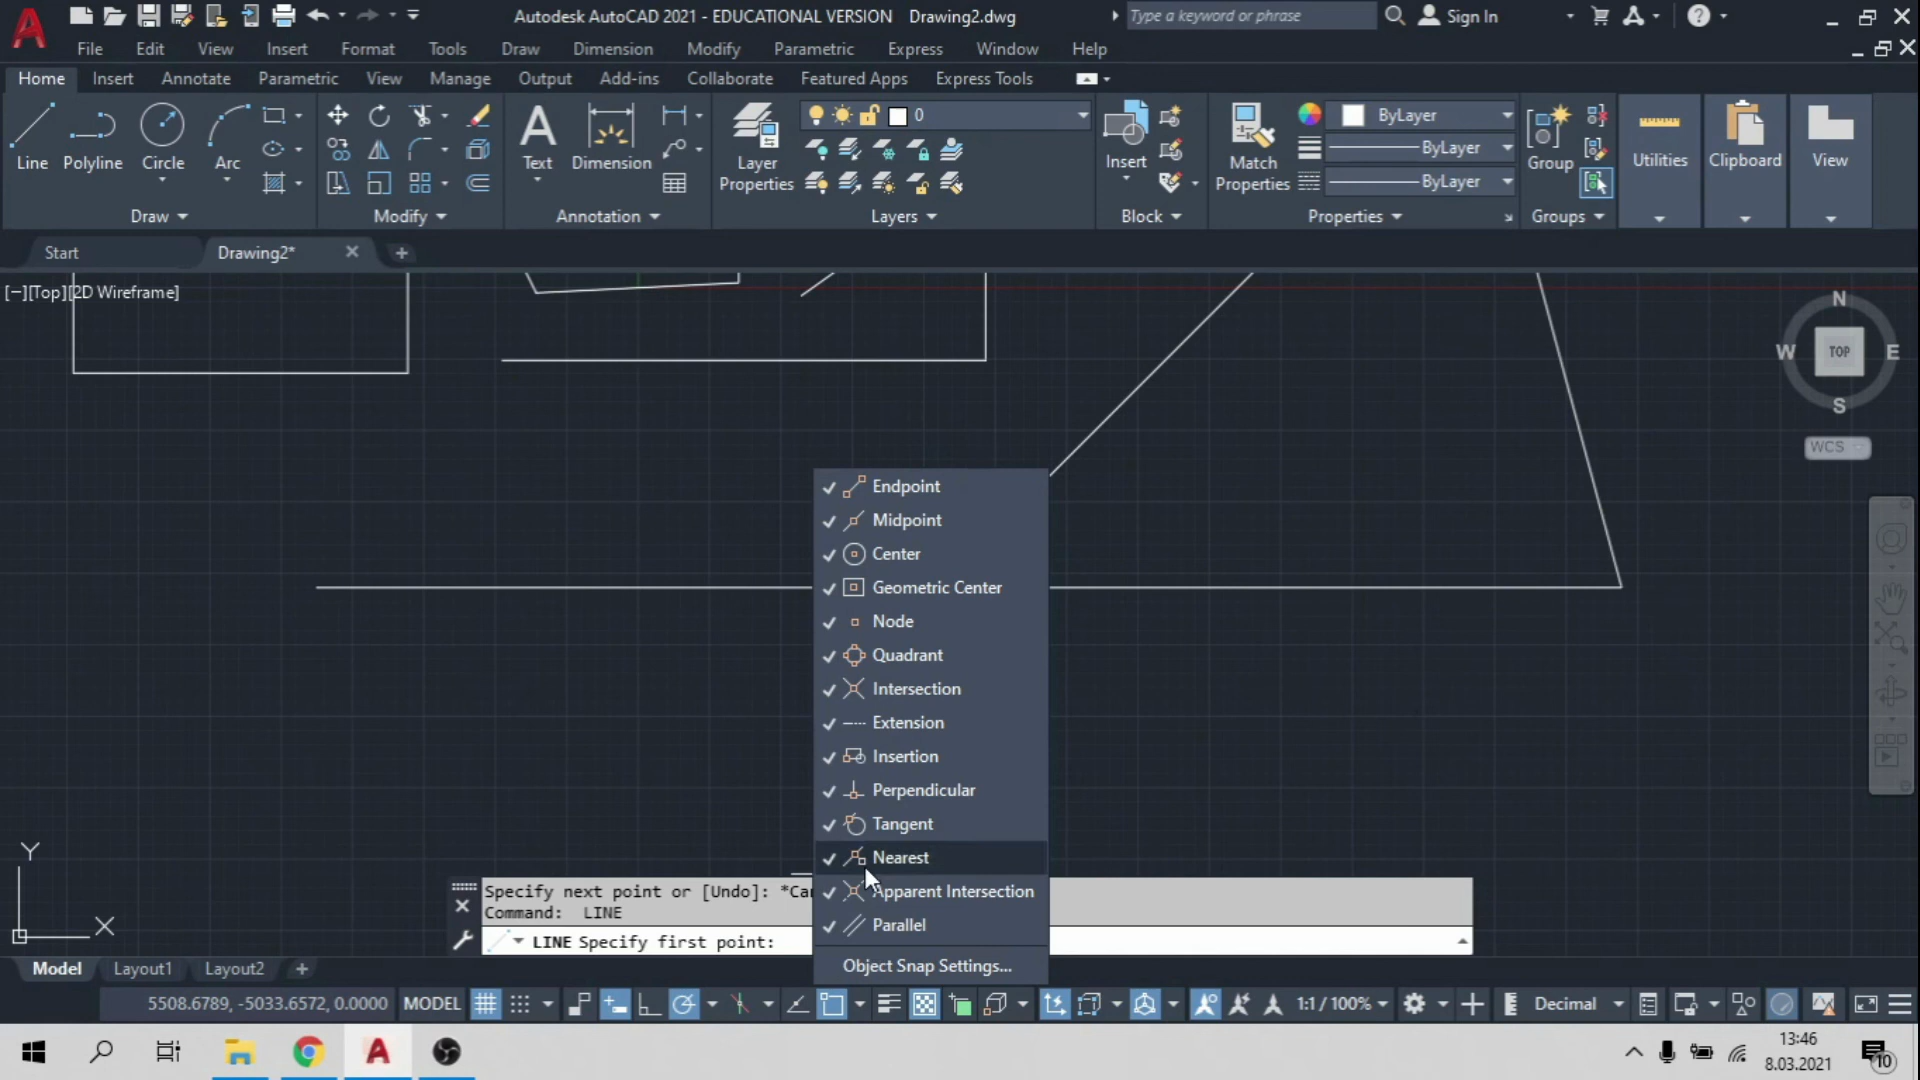 Autodesk AutoCAD 2021 - EDUCATIONAL VERSION Drawing2.dwg
Type a keyword or phrase
Sign In
File Edit View Insert Format Tools Draw Dimension Modify Parametric Express Window Help
Home Insert Annotate Parametric View Manage Output Add-ins Collaborate Featured Apps Express Tools
0
ByLayer
ByLayer
ByLayer
Line Polyline Circle Arc
Text Dimension
Layer Properties
Insert
Match Properties
Group
Utilities Clipboard View
Draw Modify Annotation Layers Block Properties Groups
Start Drawing2*
[−][Top][2D Wireframe]
N
W TOP E
S
WCS
Endpoint
Midpoint
Center
Geometric Center
Node
Quadrant
Intersection
Extension
Insertion
Perpendicular
Tangent
Nearest
Apparent Intersection
Parallel
Object Snap Settings...
Y
X
Specify next point or [Undo]: *Ca
Command: LINE
LINE Specify first point:
Model Layout1 Layout2
5508.6789, -5033.6572, 0.0000 MODEL 1:1 / 100% Decimal
13:46
8.03.2021
10